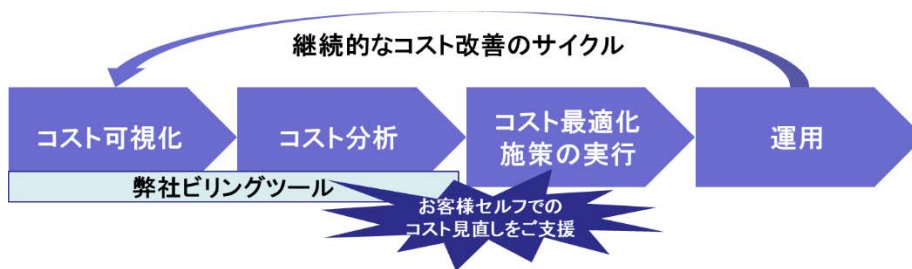 継続的なコスト改善のサイクル
コスト可視化
コスト分析
コスト最適化
施策の実行
運用
弊社ビリングツール
お客様セルフでの
コスト見直しをご支援